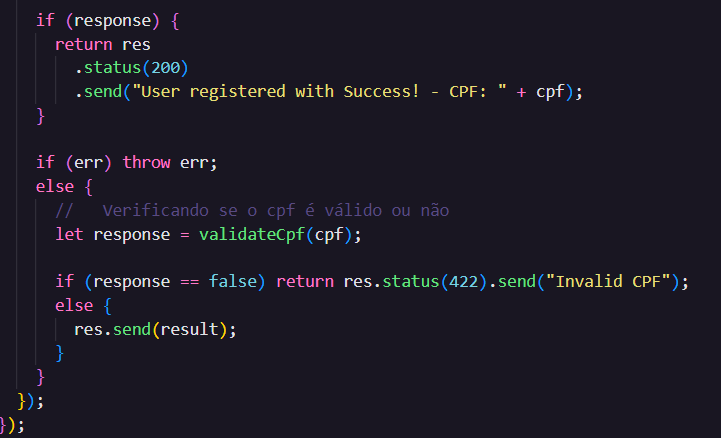 if (response) {
return res
.status(200)
.send("User registered with Success! - CPF: " + cpf);
}
if (err) throw err;
else {
//   Verificando se o cpf é válido ou não
let response = validateCpf(cpf);
if (response == false) return res.status(422).send("Invalid CPF");
else {
res.send(result);
}
}
});
});